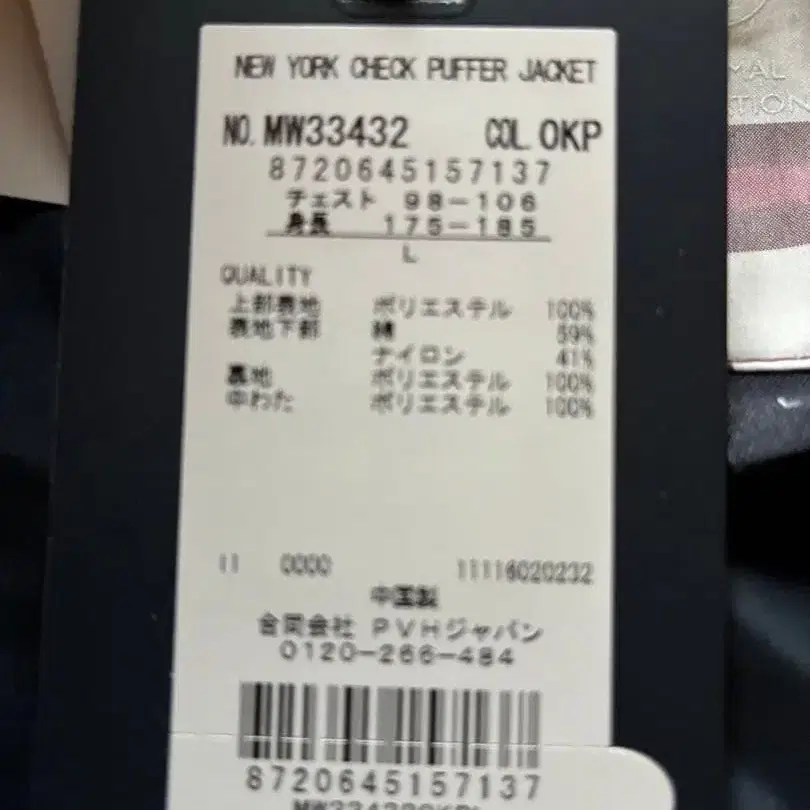 NEW YORK CHECK PUFFER JACKET
NO. MW33432 COL. 0KP
8720645157137
チェスト 98-106
身長 175-185
L
QUALITY
上部表地 ポリエステル 100%
表地下部 綿 59%
ナイロン 41%
裏地 ポリエステル 100%
中わた ポリエステル 100%
11 0000 11116020232
中国製
合同会社 PVHジャパン
0120-266-484
8720645157137